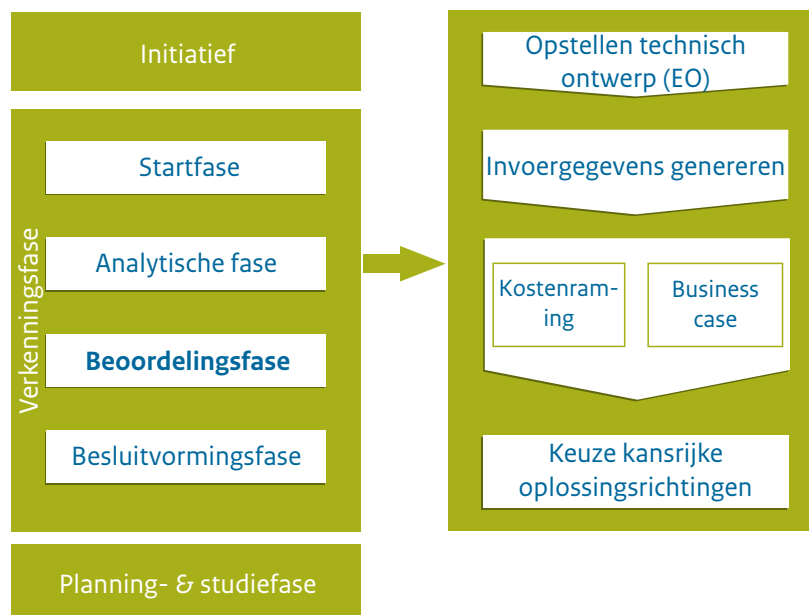 Initiatief
Verkenningsfase
Startfase
Analytische fase
Beoordelingsfase
Besluitvormingsfase
Planning- & studiefase
Opstellen technisch
ontwerp (EO)
Invoergegevens genereren
Kostenram-
ing
Business
case
Keuze kansrijke
oplossingsrichtingen